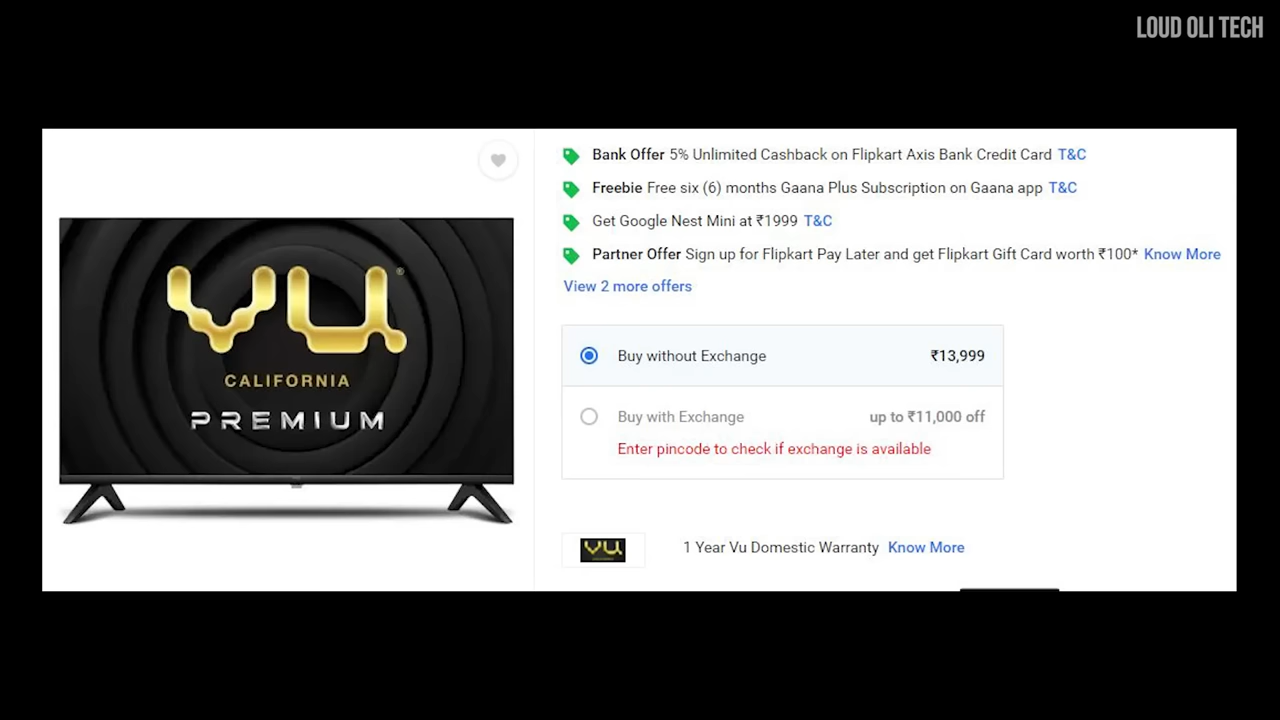 LOUD OLI TECH
Bank Offer 5% Unlimited Cashback on Flipkart Axis Bank Credit Card T&C
Freebie Free six (6) months Gaana Plus Subscription on Gaana app T&C
Get Google Nest Mini at ₹1999 T&C
Partner Offer Sign up for Flipkart Pay Later and get Flipkart Gift Card worth ₹100* Know More
View 2 more offers
vu®
CALIFORNIA
PREMIUM
Buy without Exchange ₹13,999
Buy with Exchange up to ₹11,000 off
Enter pincode to check if exchange is available
vu
1 Year Vu Domestic Warranty Know More